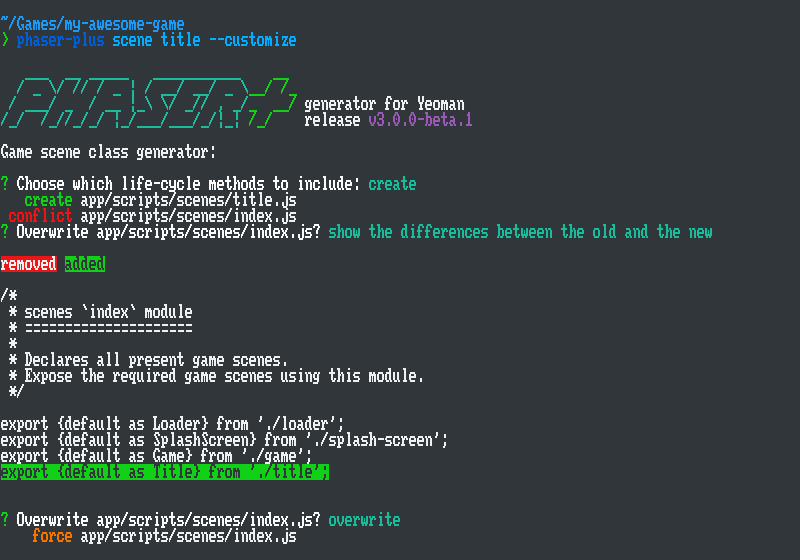 ~/Games/my-awesome-game
❯ phaser-plus scene title --customize
PHASER+
generator for Yeoman
release v3.0.0-beta.1
Game scene class generator:
? Choose which life-cycle methods to include: create
create app/scripts/scenes/title.js
conflict app/scripts/scenes/index.js
? Overwrite app/scripts/scenes/index.js? show the differences between the old and the new
removed added
/*
 * scenes `index` module
 * =====================
 *
 * Declares all present game scenes.
 * Expose the required game scenes using this module.
 */
export {default as Loader} from './loader';
export {default as SplashScreen} from './splash-screen';
export {default as Game} from './game';
export {default as Title} from './title';
? Overwrite app/scripts/scenes/index.js? overwrite
force app/scripts/scenes/index.js